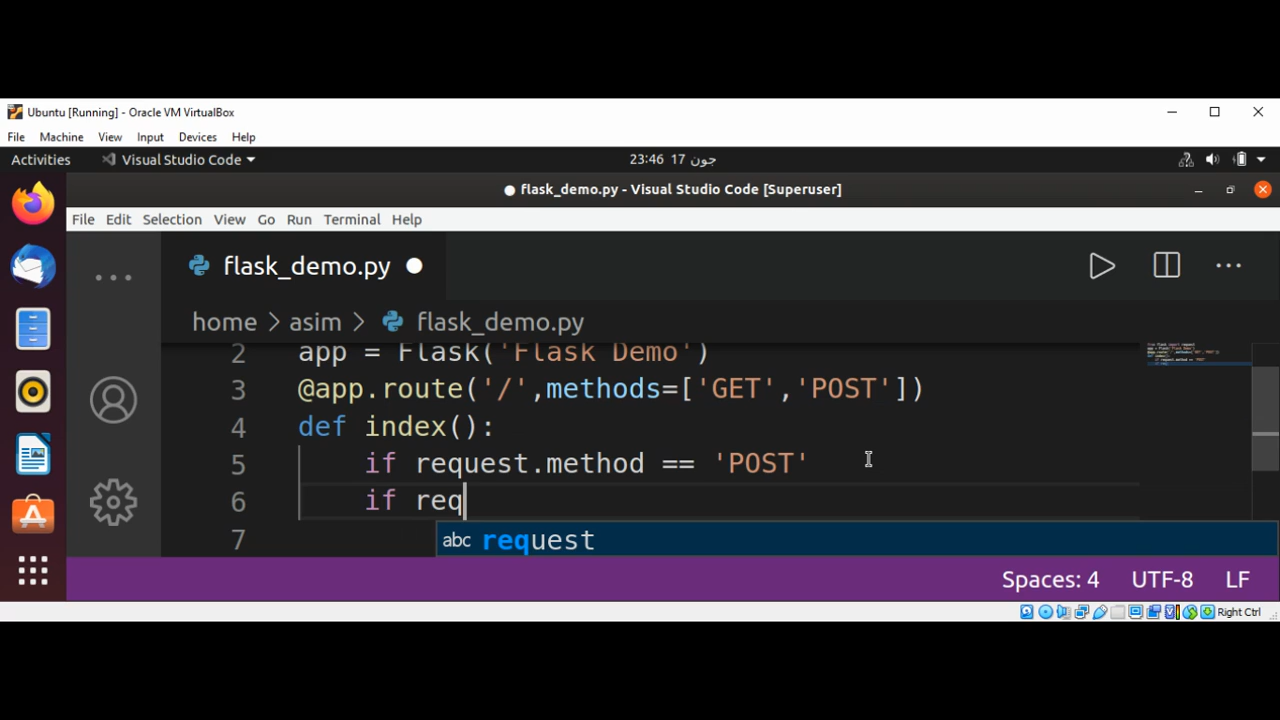 Ubuntu [Running] - Oracle VM VirtualBox
File Machine View Input Devices Help
Activities Visual Studio Code 23:46 17 جون
flask_demo.py - Visual Studio Code [Superuser]
File Edit Selection View Go Run Terminal Help
flask_demo.py
home > asim > flask_demo.py
2 app = Flask('Flask Demo')
3 @app.route('/',methods=['GET','POST'])
4 def index():
5 if request.method == 'POST'
6 if req
7
abc request
Spaces: 4 UTF-8 LF
Right Ctrl